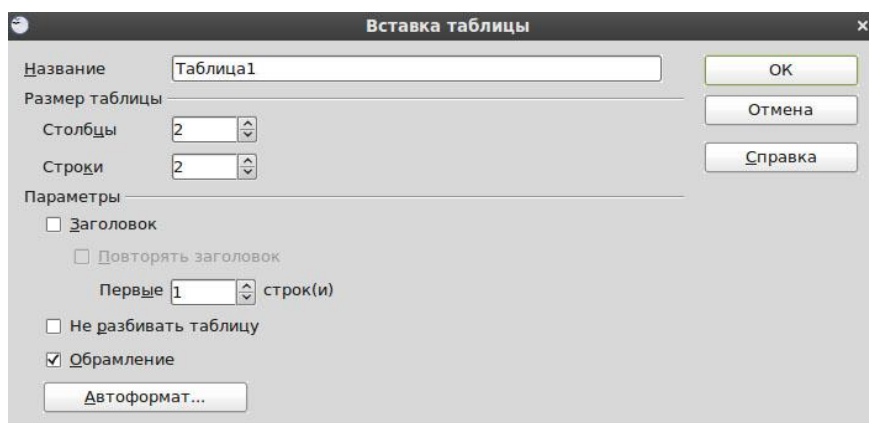 Вставка таблицы
Название Таблица1 ОК
Размер таблицы Отмена
Столбцы 2
Строки 2 Справка
Параметры
Заголовок
Повторять заголовок
Первые 1 строк(и)
Не разбивать таблицу
Обрамление
Автоформат...